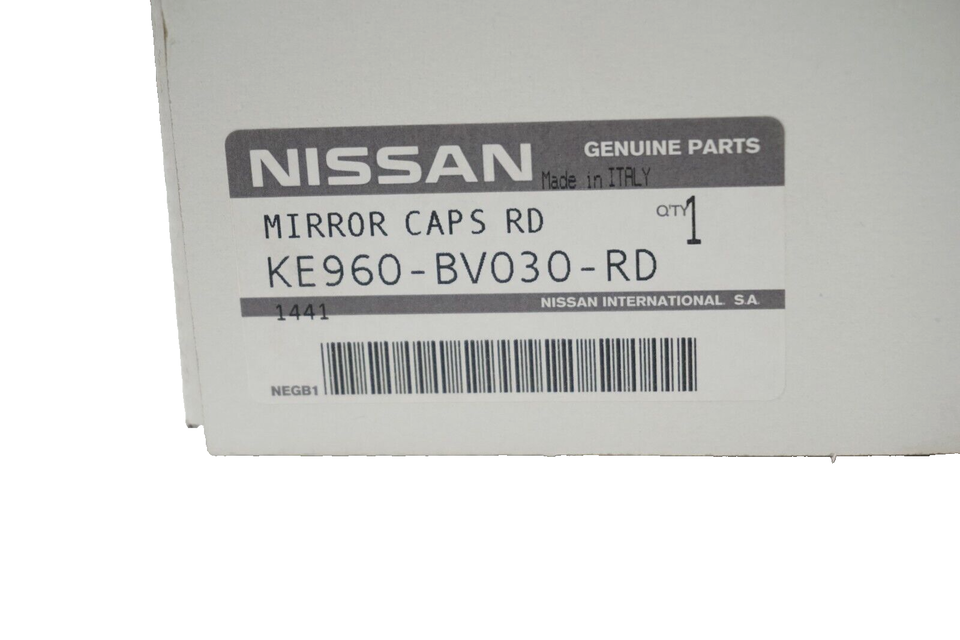 NISSAN GENUINE PARTS
Made in ITALY
MIRROR CAPS RD Q'TY 1
KE960-BV030-RD
NISSAN INTERNATIONAL S.A.
1441
NEGB1